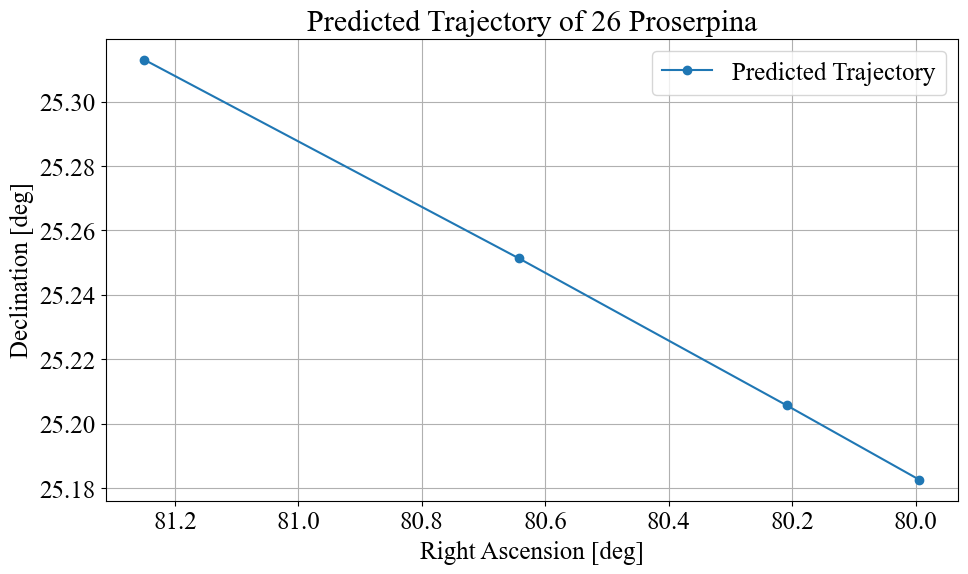 Predicted Trajectory of 26 Proserpina
Predicted Trajectory
Declination [deg]
25.30
25.28
25.26
25.24
25.22
25.20
25.18
81.2 81.0 80.8 80.6 80.4 80.2 80.0
Right Ascension [deg]